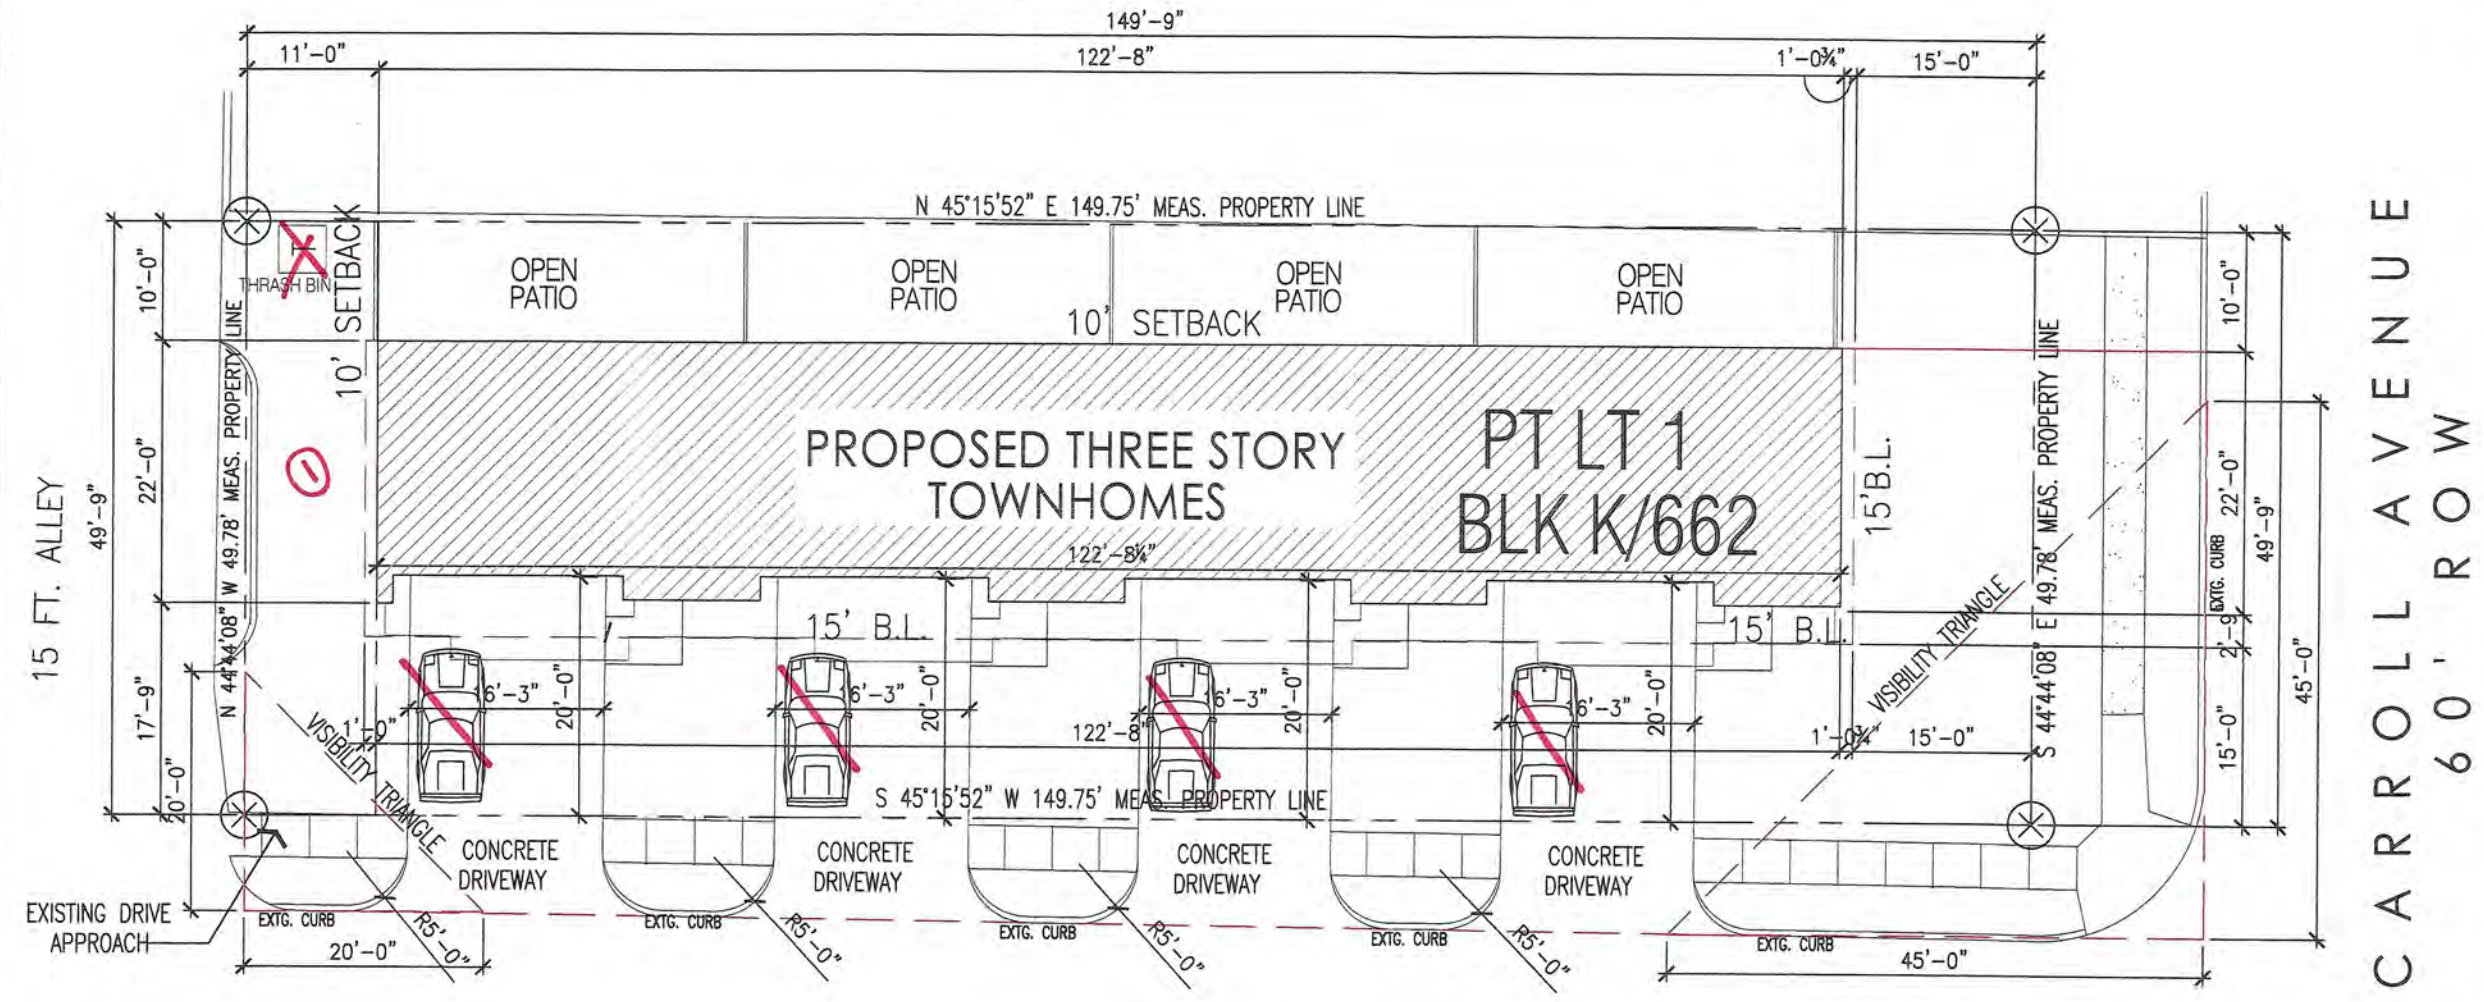 149'-9"
11'-0"
122'-8"
1'-0¾"
15'-0"
N 45°15'52" E 149.75' MEAS. PROPERTY LINE
T
THRASH BIN
10' SETBACK
OPEN
PATIO
OPEN
PATIO
OPEN
PATIO
OPEN
PATIO
10' SETBACK
10'-0"
22'-0"
17'-9"
49'-9"
15 FT. ALLEY
N 44°44'08" W 49.78' MEAS. PROPERTY LINE
1
PROPOSED THREE STORY
TOWNHOMES
PT LT 1
BLK K/662
122'-8¼"
15' B.L.
15' B.L.
15'B.L.
S 44°44'08" E 49.78' MEAS. PROPERTY LINE
10'-0"
22'-0"
2'-9"
15'-0"
49'-9"
45'-0"
EXTG. CURB
CARROLL AVENUE
60' ROW
VISIBILITY TRIANGLE
VISIBILITY TRIANGLE
1'-0"
16'-3"
20'-0"
16'-3"
20'-0"
16'-3"
20'-0"
16'-3"
20'-0"
122'-8"
1'-0¾"
15'-0"
S 45°15'52" W 149.75' MEAS. PROPERTY LINE
20'-0"
CONCRETE
DRIVEWAY
CONCRETE
DRIVEWAY
CONCRETE
DRIVEWAY
CONCRETE
DRIVEWAY
EXISTING DRIVE
APPROACH
EXTG. CURB
EXTG. CURB
EXTG. CURB
EXTG. CURB
EXTG. CURB
R5'-0"
R5'-0"
R5'-0"
R5'-0"
20'-0"
45'-0"